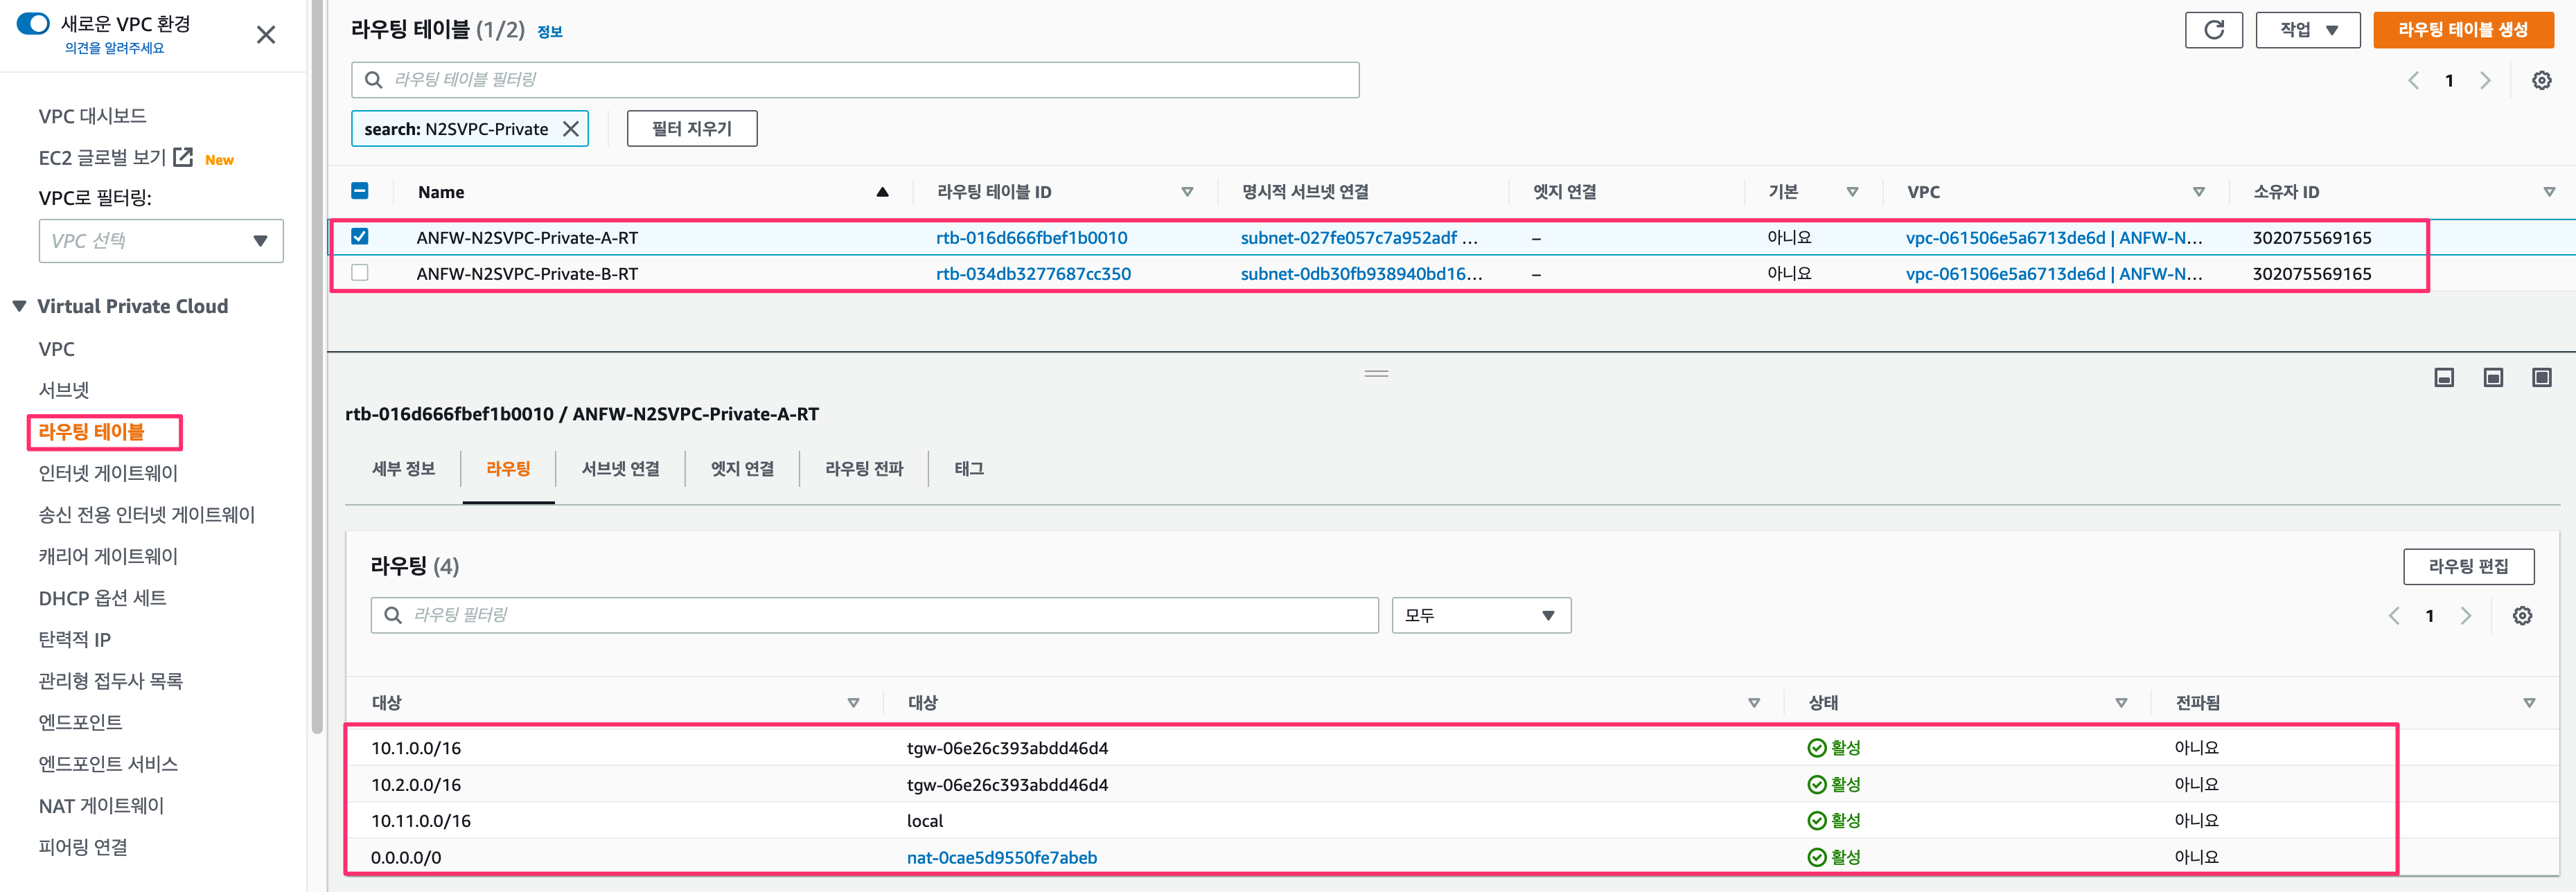 새로운 VPC 환경
의견을 알려주세요
VPC 대시보드
EC2 글로벌 보기 New
VPC로 필터링:
VPC 선택
Virtual Private Cloud
VPC
서브넷
라우팅 테이블
인터넷 게이트웨이
송신 전용 인터넷 게이트웨이
캐리어 게이트웨이
DHCP 옵션 세트
탄력적 IP
관리형 접두사 목록
엔드포인트
엔드포인트 서비스
NAT 게이트웨이
피어링 연결
라우팅 테이블 (1/2) 정보
작업
라우팅 테이블 생성
라우팅 테이블 필터링
1
search: N2SVPC-Private
필터 지우기
Name 라우팅 테이블 ID 명시적 서브넷 연결 엣지 연결 기본 VPC 소유자 ID
ANFW-N2SVPC-Private-A-RT rtb-016d666fbef1b0010 subnet-027fe057c7a952adf ... – 아니요 vpc-061506e5a6713de6d | ANFW-N... 302075569165
ANFW-N2SVPC-Private-B-RT rtb-034db3277687cc350 subnet-0db30fb938940bd16... – 아니요 vpc-061506e5a6713de6d | ANFW-N... 302075569165
rtb-016d666fbef1b0010 / ANFW-N2SVPC-Private-A-RT
세부 정보 라우팅 서브넷 연결 엣지 연결 라우팅 전파 태그
라우팅 (4)
라우팅 편집
라우팅 필터링
모두
1
대상 대상 상태 전파됨
10.1.0.0/16 tgw-06e26c393abdd46d4 활성 아니요
10.2.0.0/16 tgw-06e26c393abdd46d4 활성 아니요
10.11.0.0/16 local 활성 아니요
0.0.0.0/0 nat-0cae5d9550fe7abeb 활성 아니요